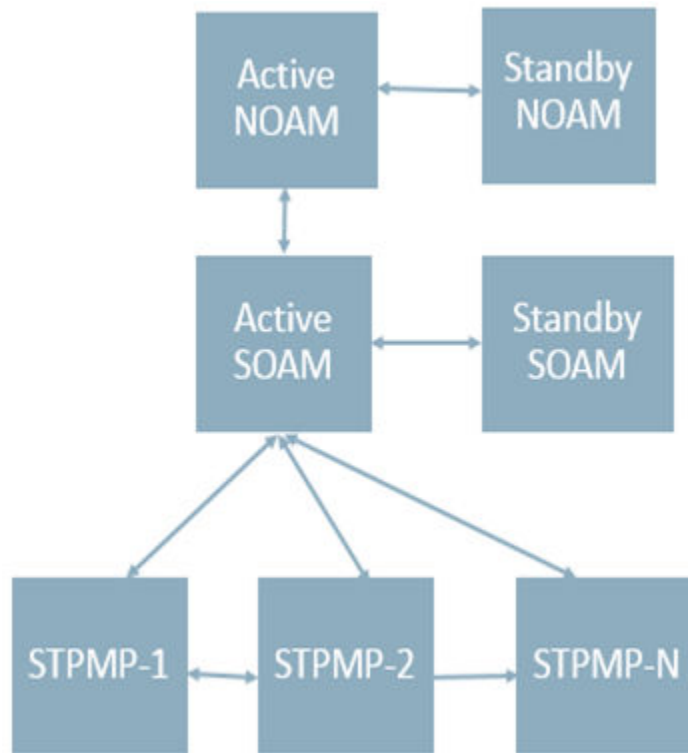 Active
NOAM
Standby
NOAM
Active
SOAM
Standby
SOAM
STPMP-1
STPMP-2
STPMP-N